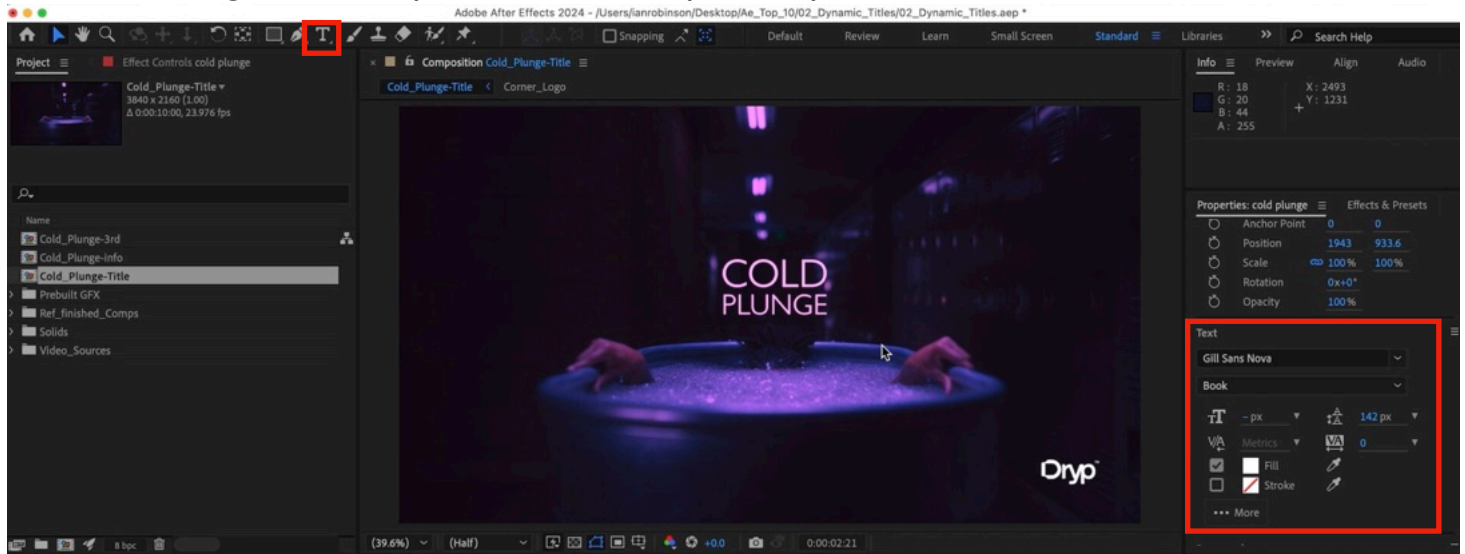 Adobe After Effects 2024 - /Users/ianrobinson/Desktop/Ae_Top_10/02_Dynamic_Titles/02_Dynamic_Titles.aep *
T Snapping Default Review Learn Small Screen Standard Libraries Search Help
Project Effect Controls cold plunge
Cold_Plunge-Title
3840 x 2160 (1.00)
Δ 0:00:10:00, 23.976 fps
Name
Cold_Plunge-3rd
Cold_Plunge-info
Cold_Plunge-Title
Prebuilt GFX
Ref_finished_Comps
Solids
Video_Sources
8 bpc
Composition Cold_Plunge-Title
Cold_Plunge-Title Corner_Logo
COLD
PLUNGE
Dryp
(39.6%) (Half) +0.0 0:00:02:21
Info Preview Align Audio
R: 18 X: 2493
G: 20 Y: 1231
B: 44
A: 255
Properties: cold plunge Effects & Presets
Anchor Point 0 0
Position 1943 933.6
Scale 100% 100%
Rotation 0x+0°
Opacity 100%
Text
Gill Sans Nova
Book
- px 142 px
Metrics 0
Fill
Stroke
More